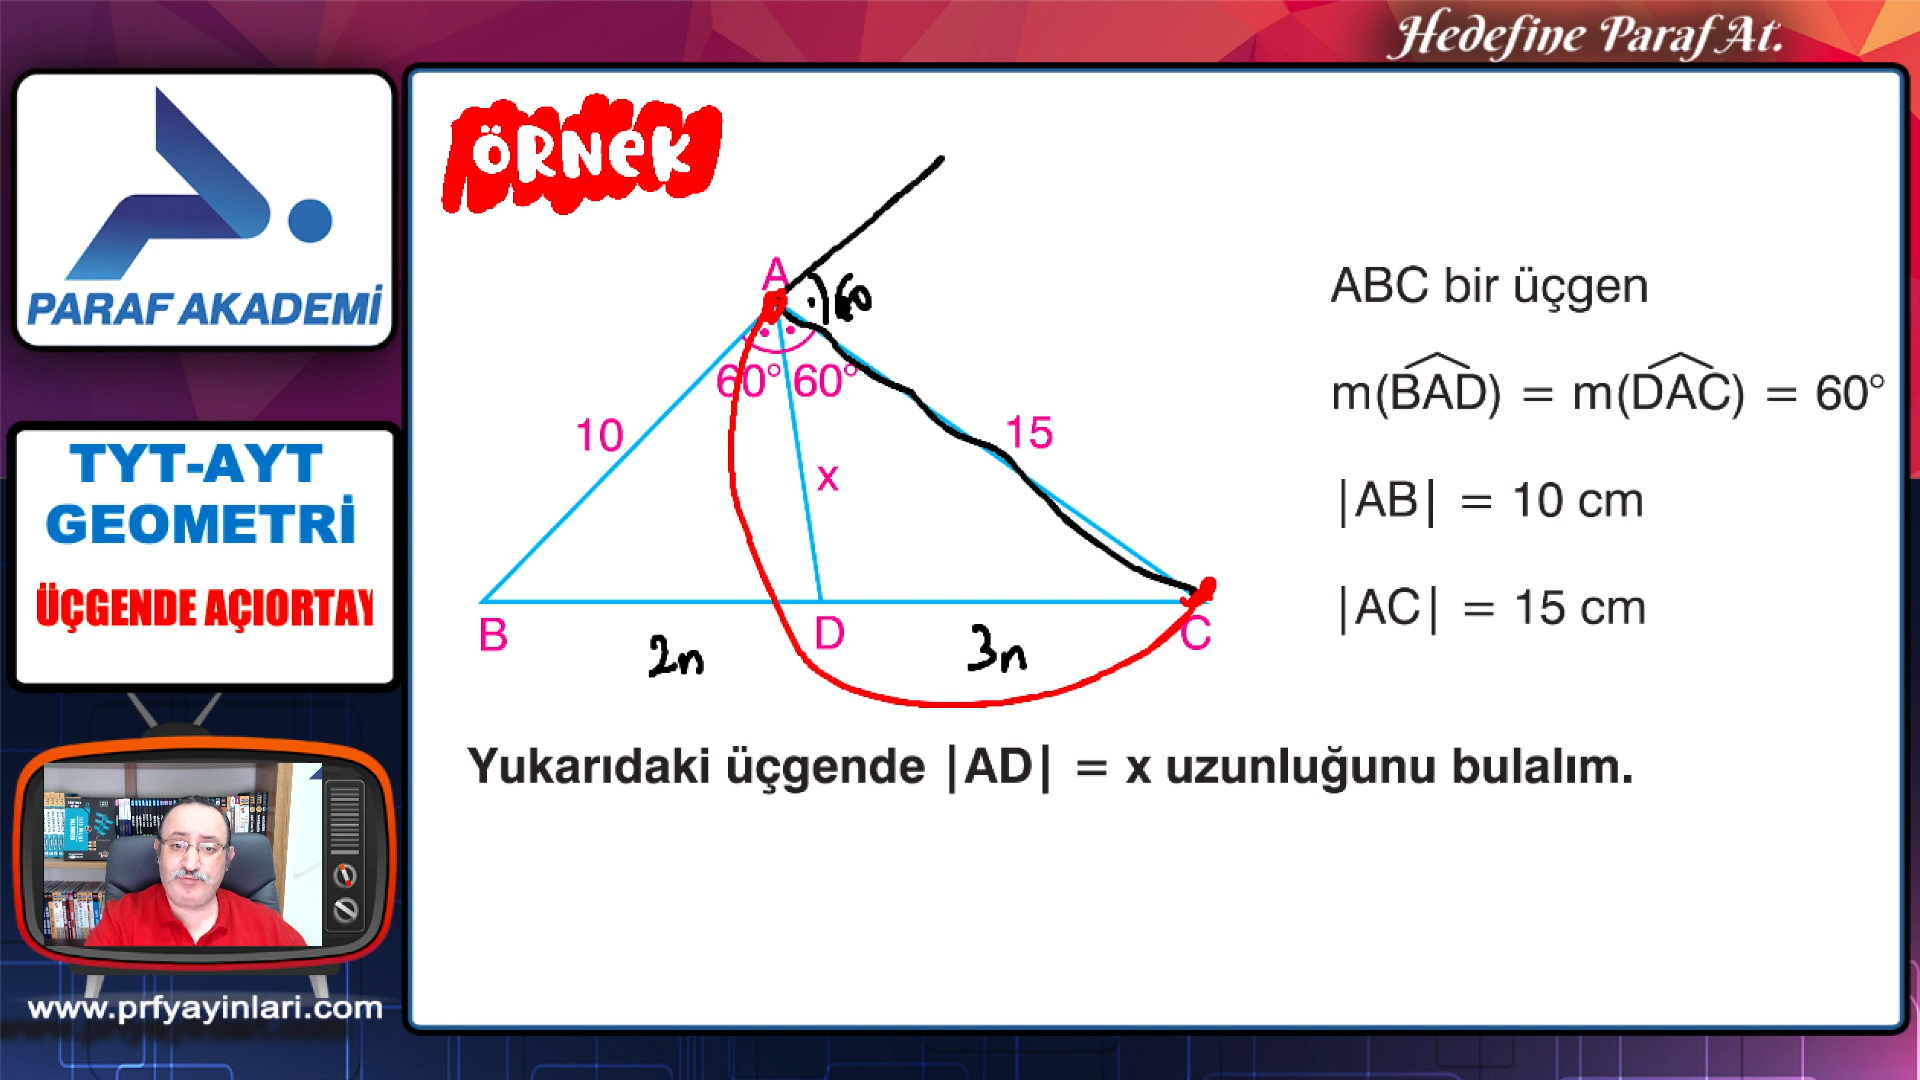 Hedefine Paraf At.
ÖRNEK
PARAF AKADEMİ
TYT-AYT
GEOMETRİ
ÜÇGENDE AÇIORTAY
www.prfyayinlari.com
A
60
60° 60°
10
15
x
B
D
C
2n
3n
ABC bir üçgen
m(BAD) = m(DAC) = 60°
|AB| = 10 cm
|AC| = 15 cm
Yukarıdaki üçgende |AD| = x uzunluğunu bulalım.